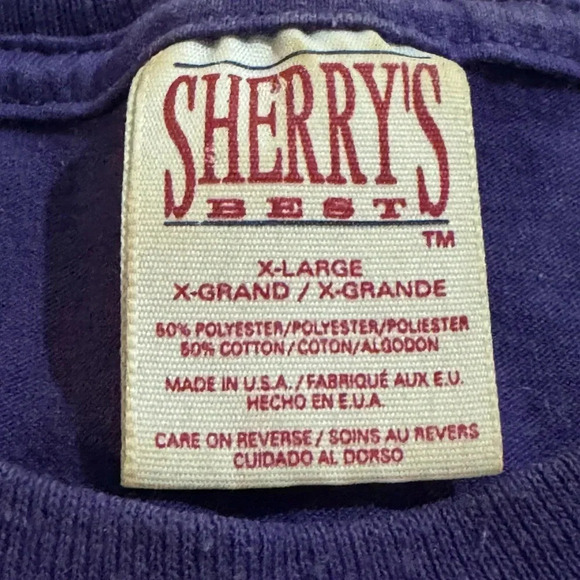 SHERRY'S
BEST
TM
X-LARGE
X-GRAND / X-GRANDE
50% POLYESTER/POLYESTER/POLIESTER
50% COTTON/COTON/ALGODON
MADE IN U.S.A./FABRIQUÉ AUX E.U.
HECHO EN E.U.A.
CARE ON REVERSE/SOINS AU REVERS
CUIDADO AL DORSO